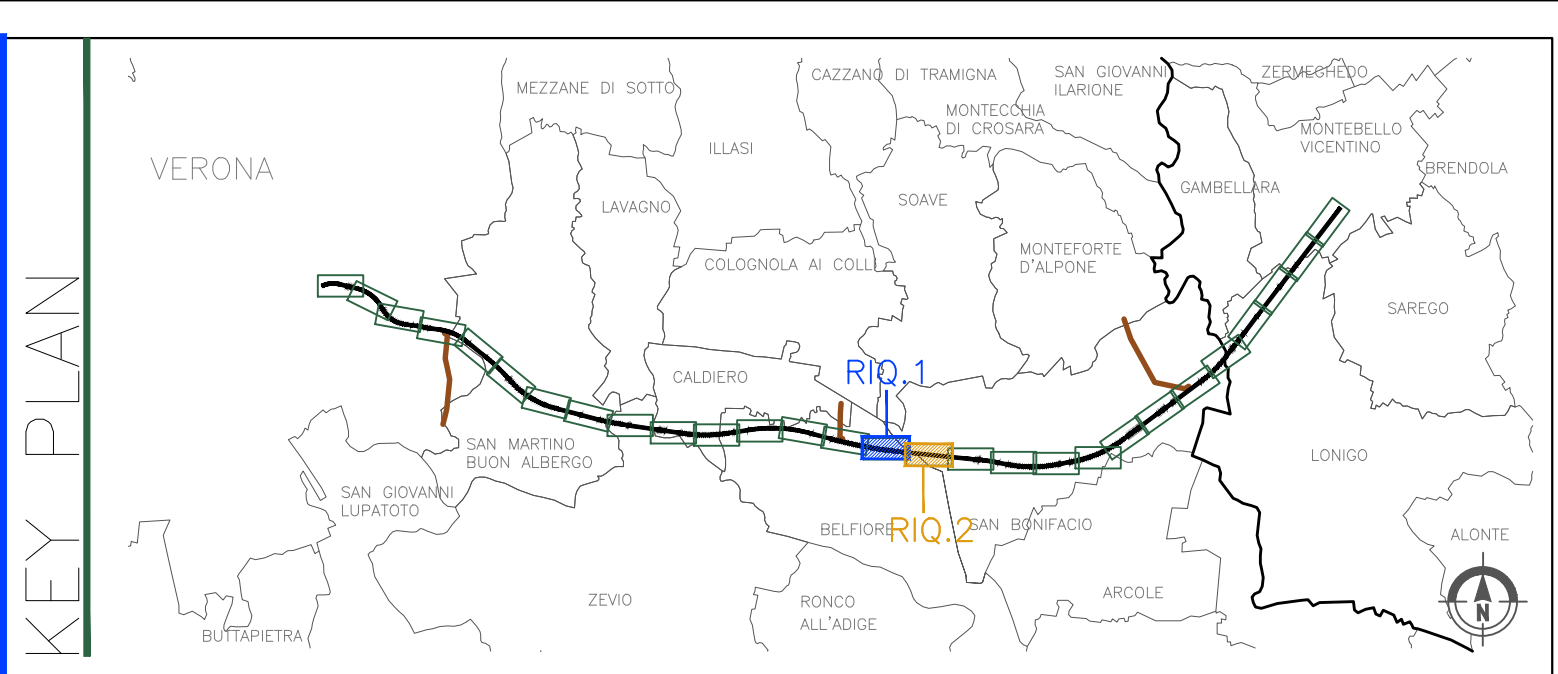 KEY PLAN
VERONA
MEZZANE DI SOTTO
CAZZANO DI TRAMIGNA
SAN GIOVANNI
ILARIONE
ZERMEGHEDO
MONTECCHIA
DI CROSARA
MONTEBELLO
VICENTINO
ILLASI
BRENDOLA
GAMBELLARA
LAVAGNO
SOAVE
MONTEFORTE
D'ALPONE
COLOGNOLA AI COLLI
SAREGO
RIQ.1
CALDIERO
SAN MARTINO
BUON ALBERGO
LONIGO
SAN GIOVANNI
LUPATOTO
BELFIORE
RIQ.2
SAN BONIFACIO
ALONTE
ZEVIO
RONCO
ALL'ADIGE
ARCOLE
N
BUTTAPIETRA